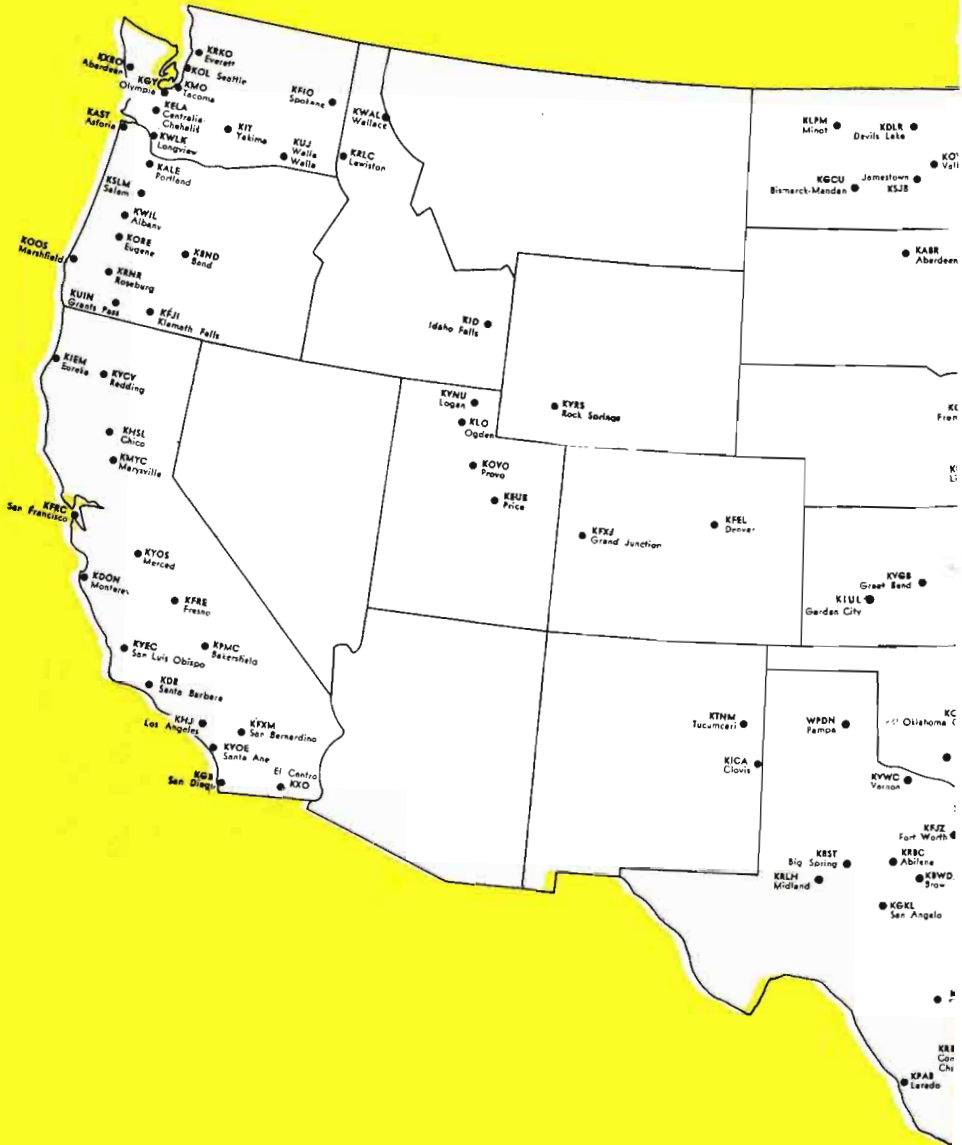 KRKO
Everett
KXRO
Aberdeen
KOL Seattle
KGY
Olympia
KMO
Tacoma
KFIO
Spokane
KELA
Centralia
Chehalis
KWAL
Wallace
KAST
Astoria
KIT
Yakima
KWLK
Longview
KUJ
Walla
Walla
KRLC
Lewiston
KALE
Portland
KSLM
Salem
KWIL
Albany
KORE
Eugene
KBND
Bend
KOOS
Marshfield
KRNR
Roseburg
KUIN
Grants Pass
KFJI
Klamath Falls
KID
Idaho Falls
KLPM
Minot
KDLR
Devils Lake
KGCU
Bismarck-Mandan
Jamestown
KSJB
KABR
Aberdeen
KIEM
Eureka
KYCY
Redding
KHSL
Chico
KMYC
Marysville
KFRC
San Francisco
KYOS
Merced
KDON
Monterey
KFRE
Fresno
KVEC
San Luis Obispo
KPMC
Bakersfield
KDB
Santa Barbara
KHJ
Los Angeles
KFXM
San Bernardino
KVOE
Santa Ana
KGB
San Diego
El Centro
KXO
KVNU
Logan
KLO
Ogden
KOVO
Provo
KEUB
Price
KVRS
Rock Springs
KFXJ
Grand Junction
KFEL
Denver
KVGB
Great Bend
KIUL
Garden City
KTNM
Tucumcari
KICA
Clovis
WPDN
Pampa
Oklahoma C
KVWC
Vernon
KFJZ
Fort Worth
KBST
Big Spring
KRLH
Midland
KRBC
Abilene
KBWD
Brow
KGKL
San Angelo
KPAB
Laredo